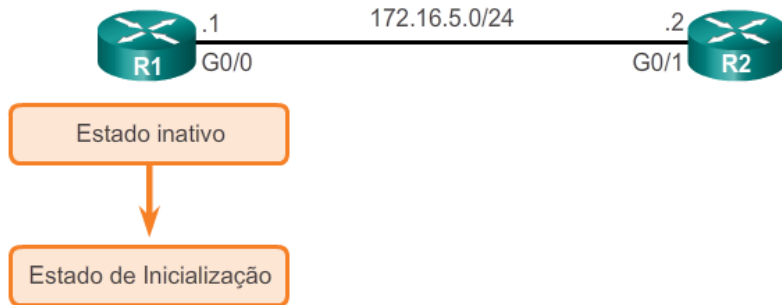 .1 172.16.5.0/24 .2
R1 G0/0 G0/1 R2
Estado inativo
Estado de Inicialização